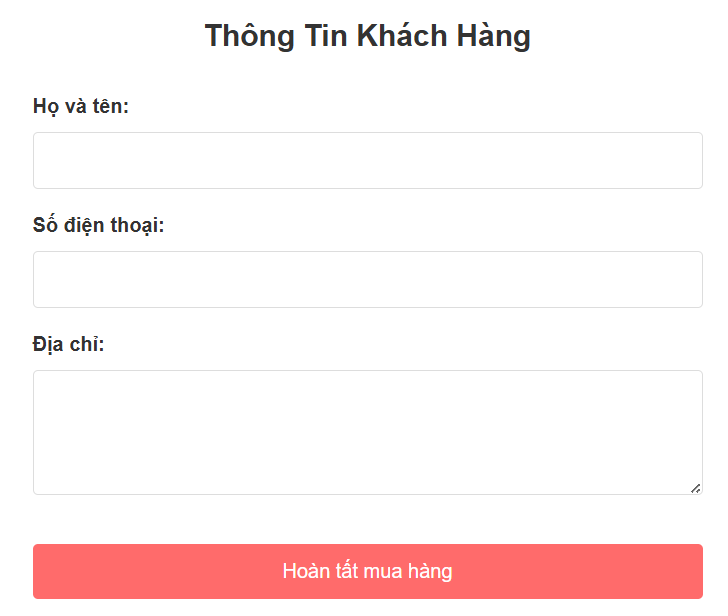 Thông Tin Khách Hàng
Họ và tên:
Số điện thoại:
Địa chỉ:
Hoàn tất mua hàng